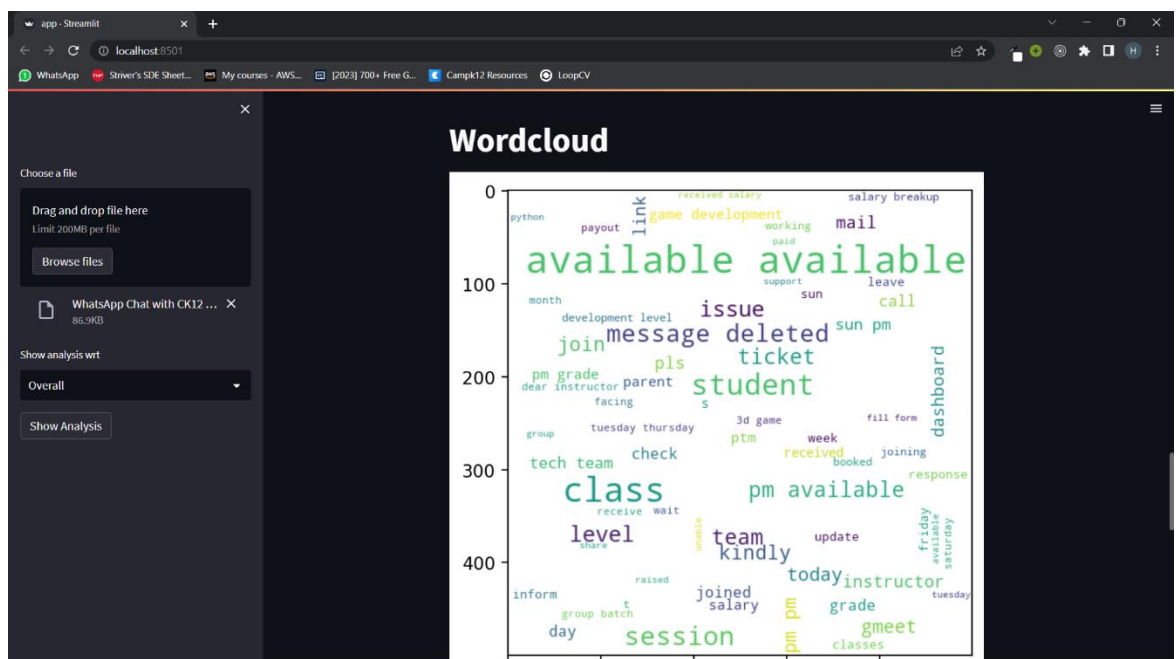 app · Streamlit
localhost:8501
WhatsApp
Striver's SDE Sheet...
My courses - AWS...
[2023] 700+ Free G...
Campk12 Resources
LoopCV
H
Choose a file
Drag and drop file here
Limit 200MB per file
Browse files
WhatsApp Chat with CK12 ...
86.9KB
Show analysis wrt
Overall
Show Analysis
Wordcloud
0
100
200
300
400
received salary
salary breakup
python
link
game development
payout
working
mail
paid
available available
support
leave
month
sun
call
issue
development level
message deleted
sun pm
join
ticket
pls
pm grade
dear instructor
parent
student
dashboard
facing
s
3d game
fill form
tuesday thursday
group
ptm
week
check
received
joining
tech team
booked
response
class
pm available
receive
wait
level
share
unable
team
kindly
update
friday
available
saturday
today
instructor
raised
inform
joined
tuesday
t
salary
group batch
pm pm
grade
day
session
gmeet
classes